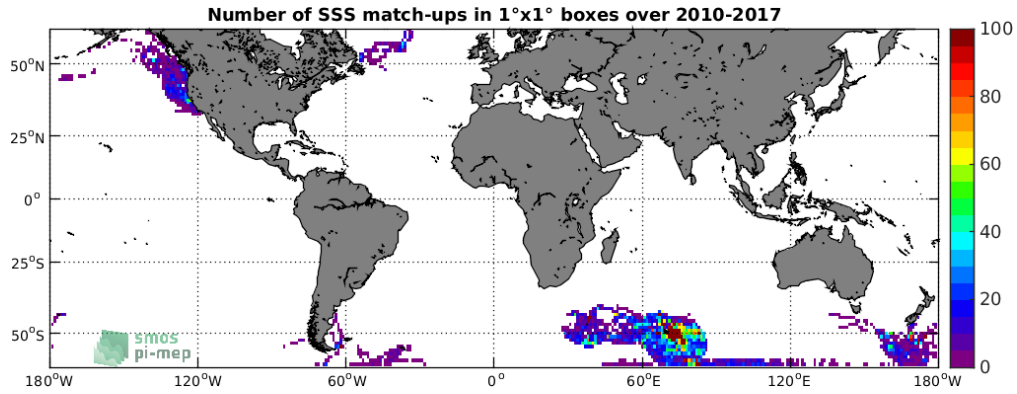 Number of SSS match-ups in 1°x1° boxes over 2010-2017
100
80
60
40
20
0
50°N
25°N
0°
25°S
50°S
smos
pi-mep
180°W
120°W
60°W
0°
60°E
120°E
180°W